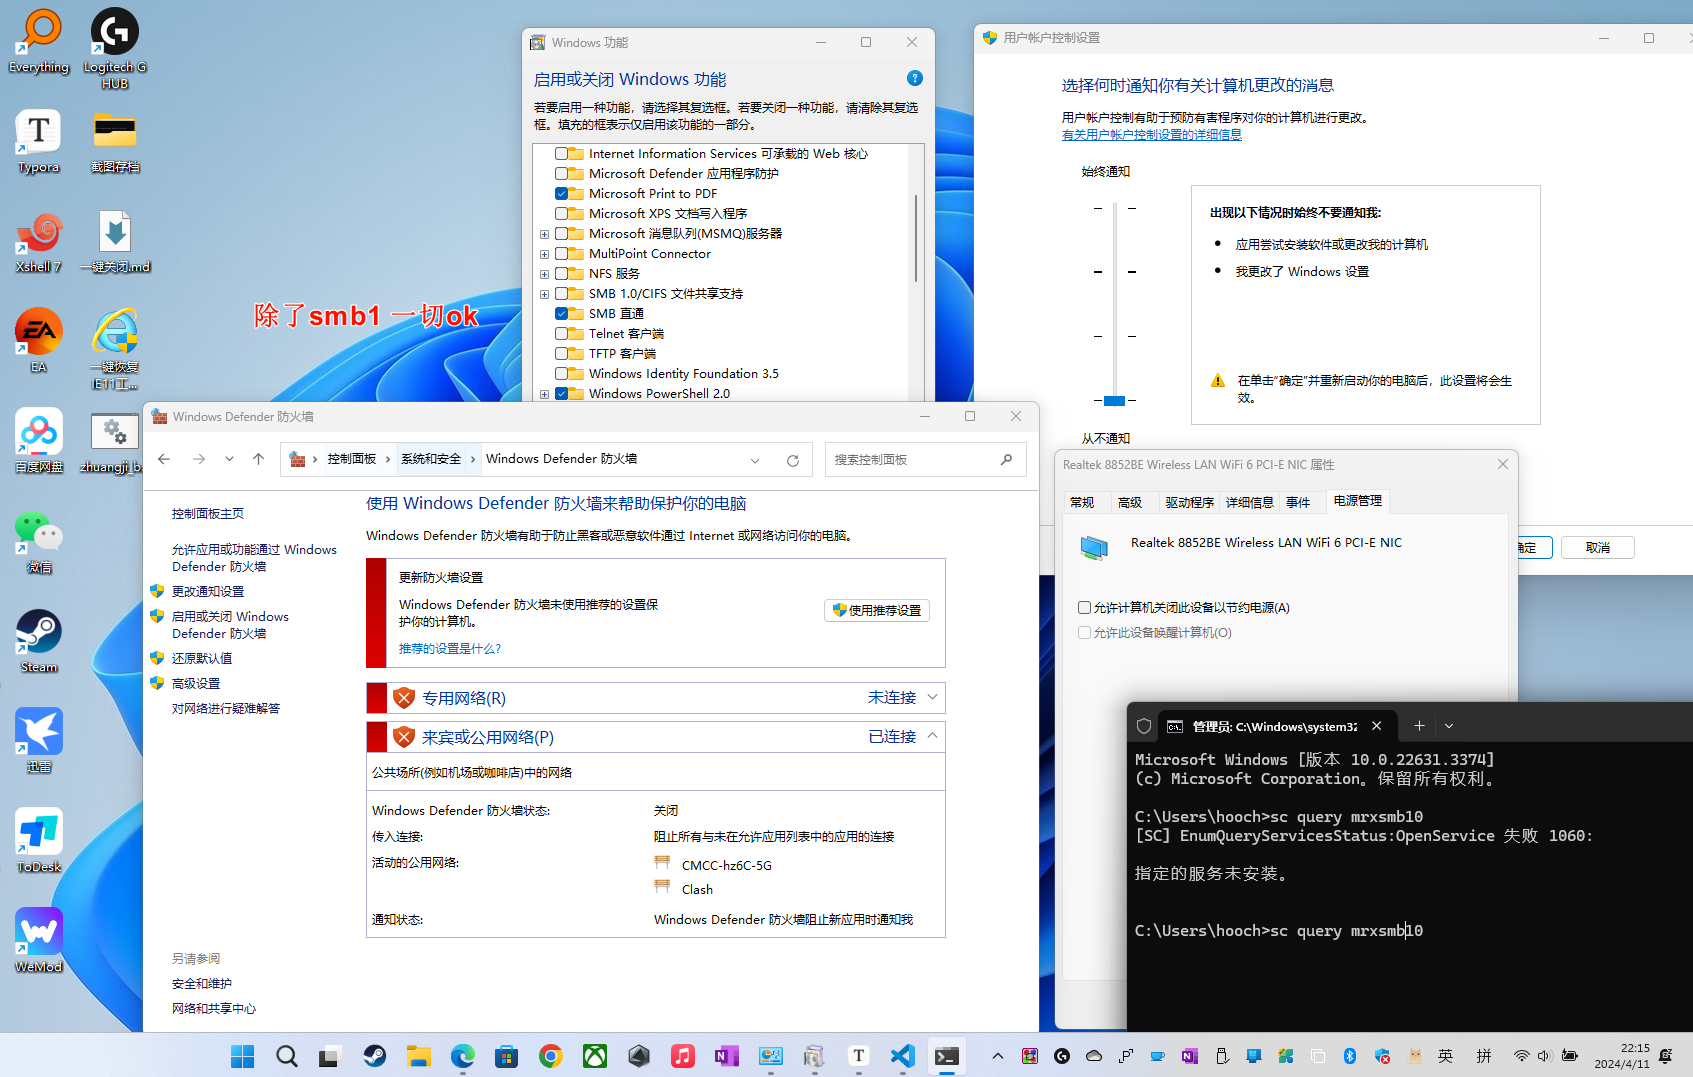 Everything
Logitech G
HUB
Typora
截图存档
Xshell 7
一键关闭.md
EA
一键恢复
IE11工...
百度网盘
zhuangji_b...
微信
Steam
迅雷
ToDesk
WeMod
除了smb1 一切ok
Windows 功能
启用或关闭 Windows 功能
若要启用一种功能，请选择其复选框。若要关闭一种功能，请清除其复选
框。填充的框表示仅启用该功能的一部分。
Internet Information Services 可承载的 Web 核心
Microsoft Defender 应用程序防护
Microsoft Print to PDF
Microsoft XPS 文档写入程序
Microsoft 消息队列(MSMQ)服务器
MultiPoint Connector
NFS 服务
SMB 1.0/CIFS 文件共享支持
SMB 直通
Telnet 客户端
TFTP 客户端
Windows Identity Foundation 3.5
Windows PowerShell 2.0
用户帐户控制设置
选择何时通知你有关计算机更改的消息
用户帐户控制有助于预防有害程序对你的计算机进行更改。
有关用户帐户控制设置的详细信息
始终通知
出现以下情况时始终不要通知我:
应用尝试安装软件或更改我的计算机
我更改了 Windows 设置
在单击“确定”并重新启动你的电脑后，此设置将会生
效。
从不通知
确定
取消
Windows Defender 防火墙
控制面板
系统和安全
Windows Defender 防火墙
搜索控制面板
控制面板主页
允许应用或功能通过 Windows
Defender 防火墙
更改通知设置
启用或关闭 Windows
Defender 防火墙
还原默认值
高级设置
对网络进行疑难解答
另请参阅
安全和维护
网络和共享中心
使用 Windows Defender 防火墙来帮助保护你的电脑
Windows Defender 防火墙有助于防止黑客或恶意软件通过 Internet 或网络访问你的电脑。
更新防火墙设置
Windows Defender 防火墙未使用推荐的设置保
护你的计算机。
使用推荐设置
推荐的设置是什么?
专用网络(R)
未连接
来宾或公用网络(P)
已连接
公共场所(例如机场或咖啡店)中的网络
Windows Defender 防火墙状态:
关闭
传入连接:
阻止所有与未在允许应用列表中的应用的连接
活动的公用网络:
CMCC-hz6C-5G
Clash
通知状态:
Windows Defender 防火墙阻止新应用时通知我
Realtek 8852BE Wireless LAN WiFi 6 PCI-E NIC 属性
常规
高级
驱动程序
详细信息
事件
电源管理
Realtek 8852BE Wireless LAN WiFi 6 PCI-E NIC
允许计算机关闭此设备以节约电源(A)
允许此设备唤醒计算机(O)
管理员: C:\Windows\system32
Microsoft Windows [版本 10.0.22631.3374]
(c) Microsoft Corporation。保留所有权利。
C:\Users\hooch>sc query mrxsmb10
[SC] EnumQueryServicesStatus:OpenService 失败 1060:
指定的服务未安装。
C:\Users\hooch>sc query mrxsmb10
英
拼
22:15
2024/4/11